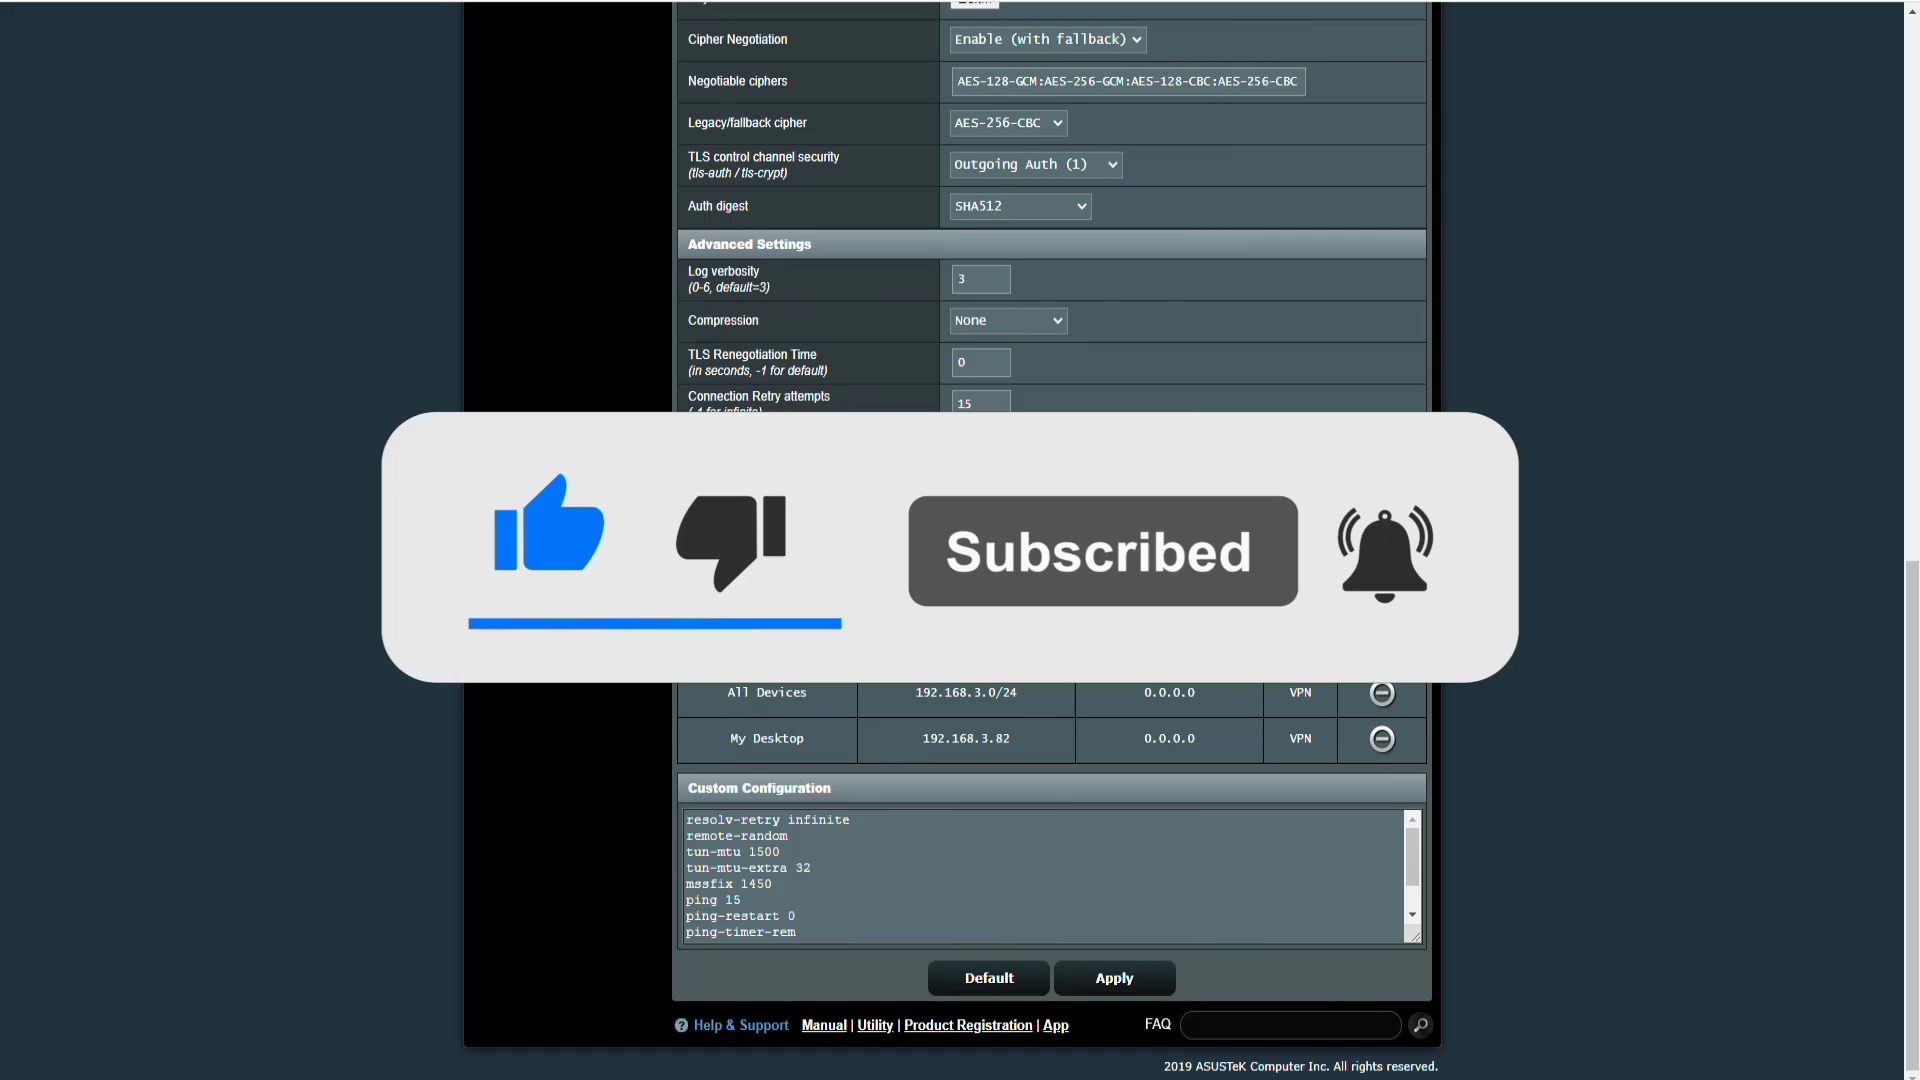 Cipher Negotiation
Enable (with fallback)
Negotiable ciphers
AES-128-GCM:AES-256-GCM:AES-128-CBC:AES-256-CBC
Legacy/fallback cipher
AES-256-CBC
TLS control channel security
(tls-auth / tls-crypt)
Outgoing Auth (1)
Auth digest
SHA512
Advanced Settings
Log verbosity
(0-6, default=3)
3
Compression
None
TLS Renegotiation Time
(in seconds, -1 for default)
0
Connection Retry attempts
15
Subscribed
All Devices 192.168.3.0/24 0.0.0.0 VPN
My Desktop 192.168.3.82 0.0.0.0 VPN
Custom Configuration
resolv-retry infinite
remote-random
tun-mtu 1500
tun-mtu-extra 32
mssfix 1450
ping 15
ping-restart 0
ping-timer-rem
Default Apply
? Help & Support Manual | Utility | Product Registration | App FAQ
2019 ASUSTeK Computer Inc. All rights reserved.